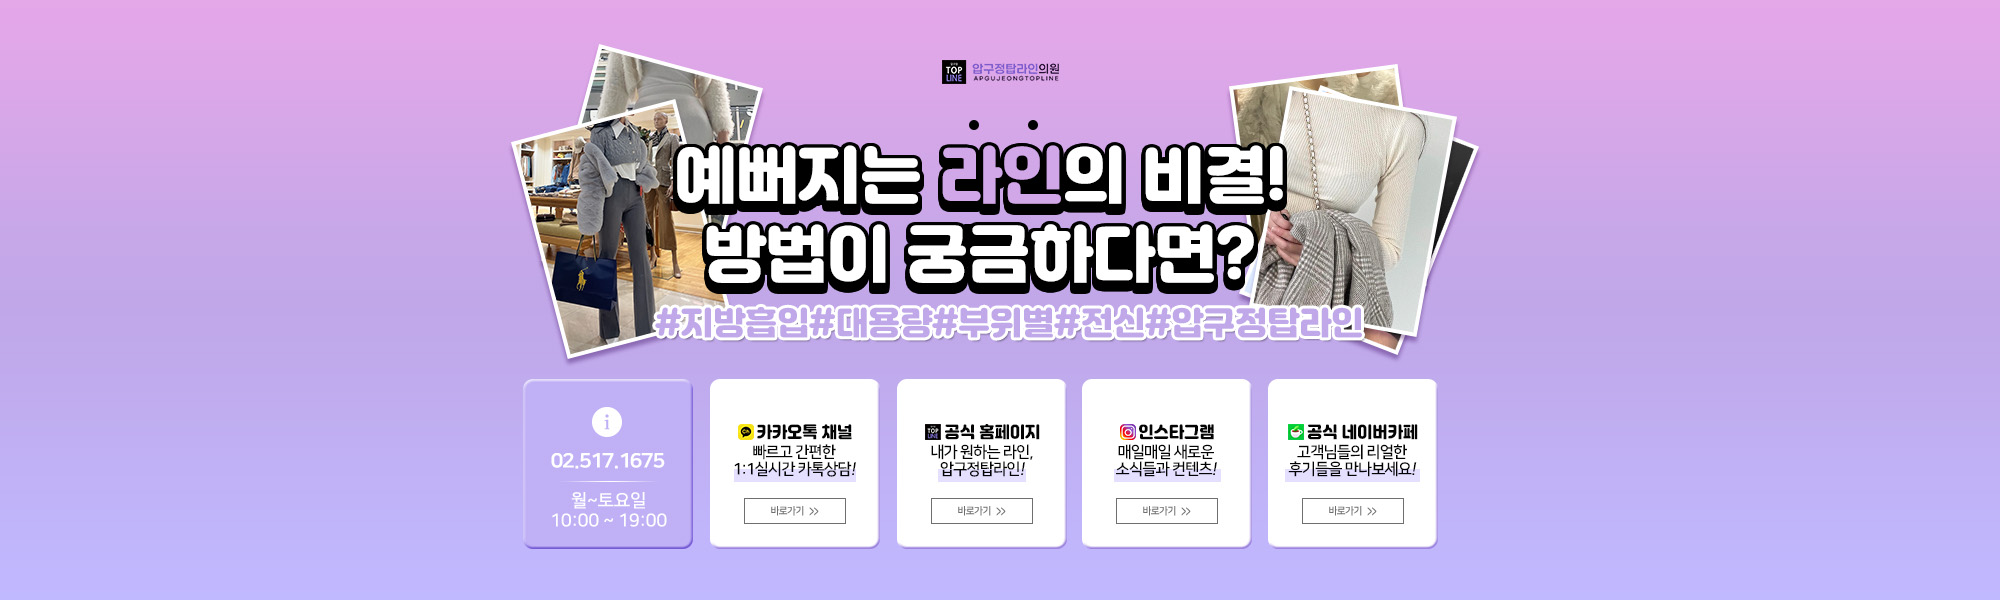 TOP
LINE
압구정탑라인의원
APGUJEONGTOPLINE
예뻐지는 라인의 비결!
방법이 궁금하다면?
#지방흡입#대용량#부위별#전신#압구정탑라인
i
02.517.1675
월~토요일
10:00 ~ 19:00
카카오톡 채널
빠르고 간편한
1:1실시간 카톡상담!
바로가기 >>
TOP
LINE
공식 홈페이지
내가 원하는 라인,
압구정탑라인!
바로가기 >>
인스타그램
매일매일 새로운
소식들과 컨텐츠!
바로가기 >>
공식 네이버카페
고객님들의 리얼한
후기들을 만나보세요!
바로가기 >>